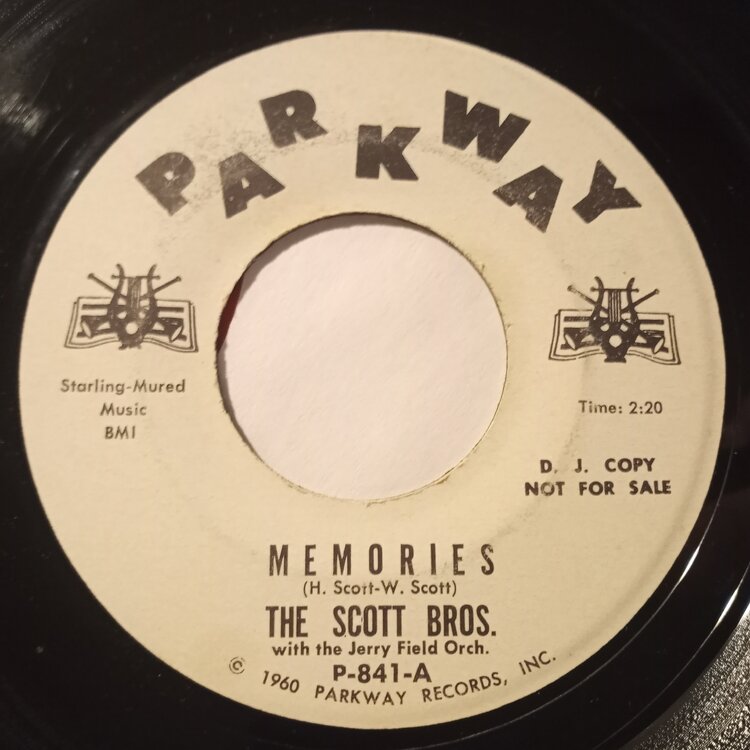 PARKWAY
Starling-Mured
Music
BMI
Time: 2:20
D. J. COPY
NOT FOR SALE
MEMORIES
(H. Scott-W. Scott)
THE SCOTT BROS.
with the Jerry Field Orch.
P-841-A
© 1960 PARKWAY RECORDS, INC.